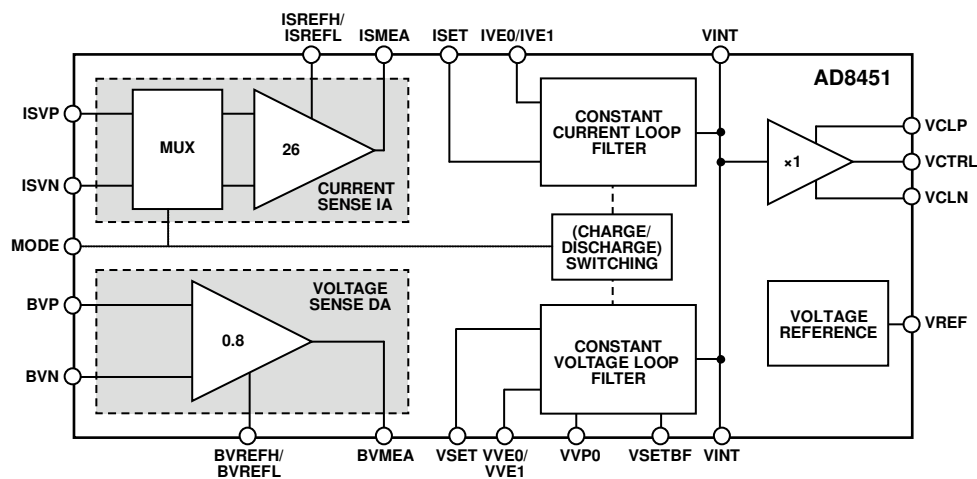 ISREFH/
ISREFL
ISMEA
ISET
IVE0/IVE1
VINT
AD8451
ISVP
MUX
26
ISVN
CURRENT
SENSE IA
CONSTANT
CURRENT LOOP
FILTER
×1
VCLP
VCTRL
VCLN
MODE
(CHARGE/
DISCHARGE)
SWITCHING
BVP
VOLTAGE
SENSE DA
0.8
BVN
CONSTANT
VOLTAGE LOOP
FILTER
VOLTAGE
REFERENCE
VREF
BVREFH/
BVREFL
BVMEA
VSET
VVE0/
VVE1
VVP0
VSETBF
VINT